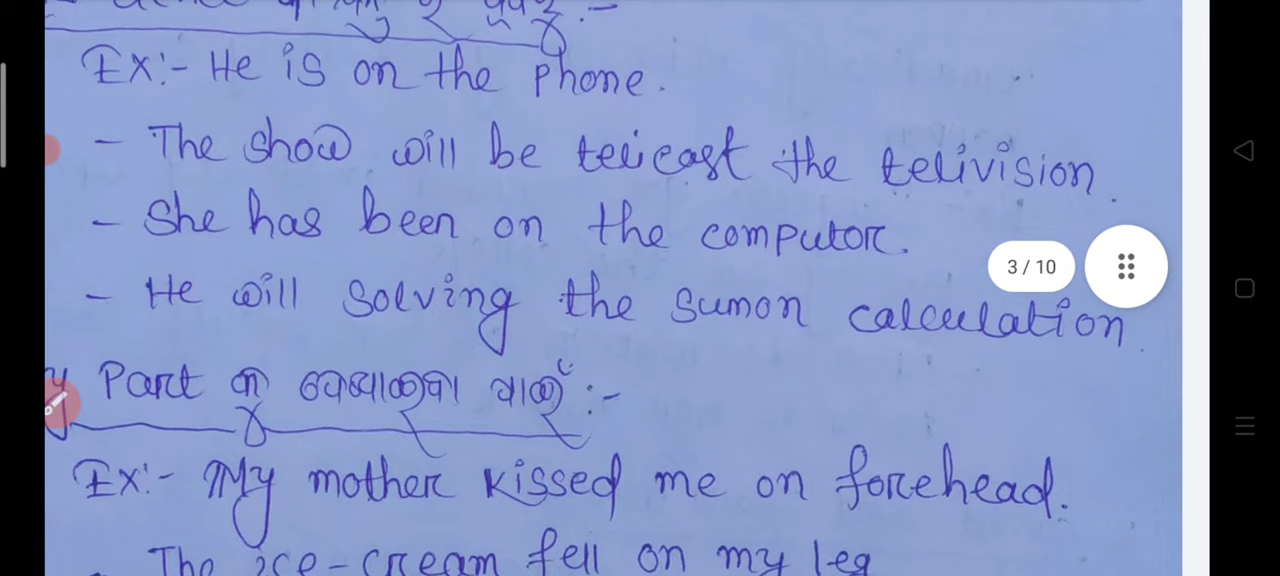 Ex:- He is on the phone.
- The show will be telicast the telivision.
- She has been on the computor.
3 / 10
- He will solving the sumon calculation.
y Part କୁ ବୋଧାଇବା ପାଇଁ :-
Ex:- My mother kissed me on forehead.
The ice-cream fell on my leg